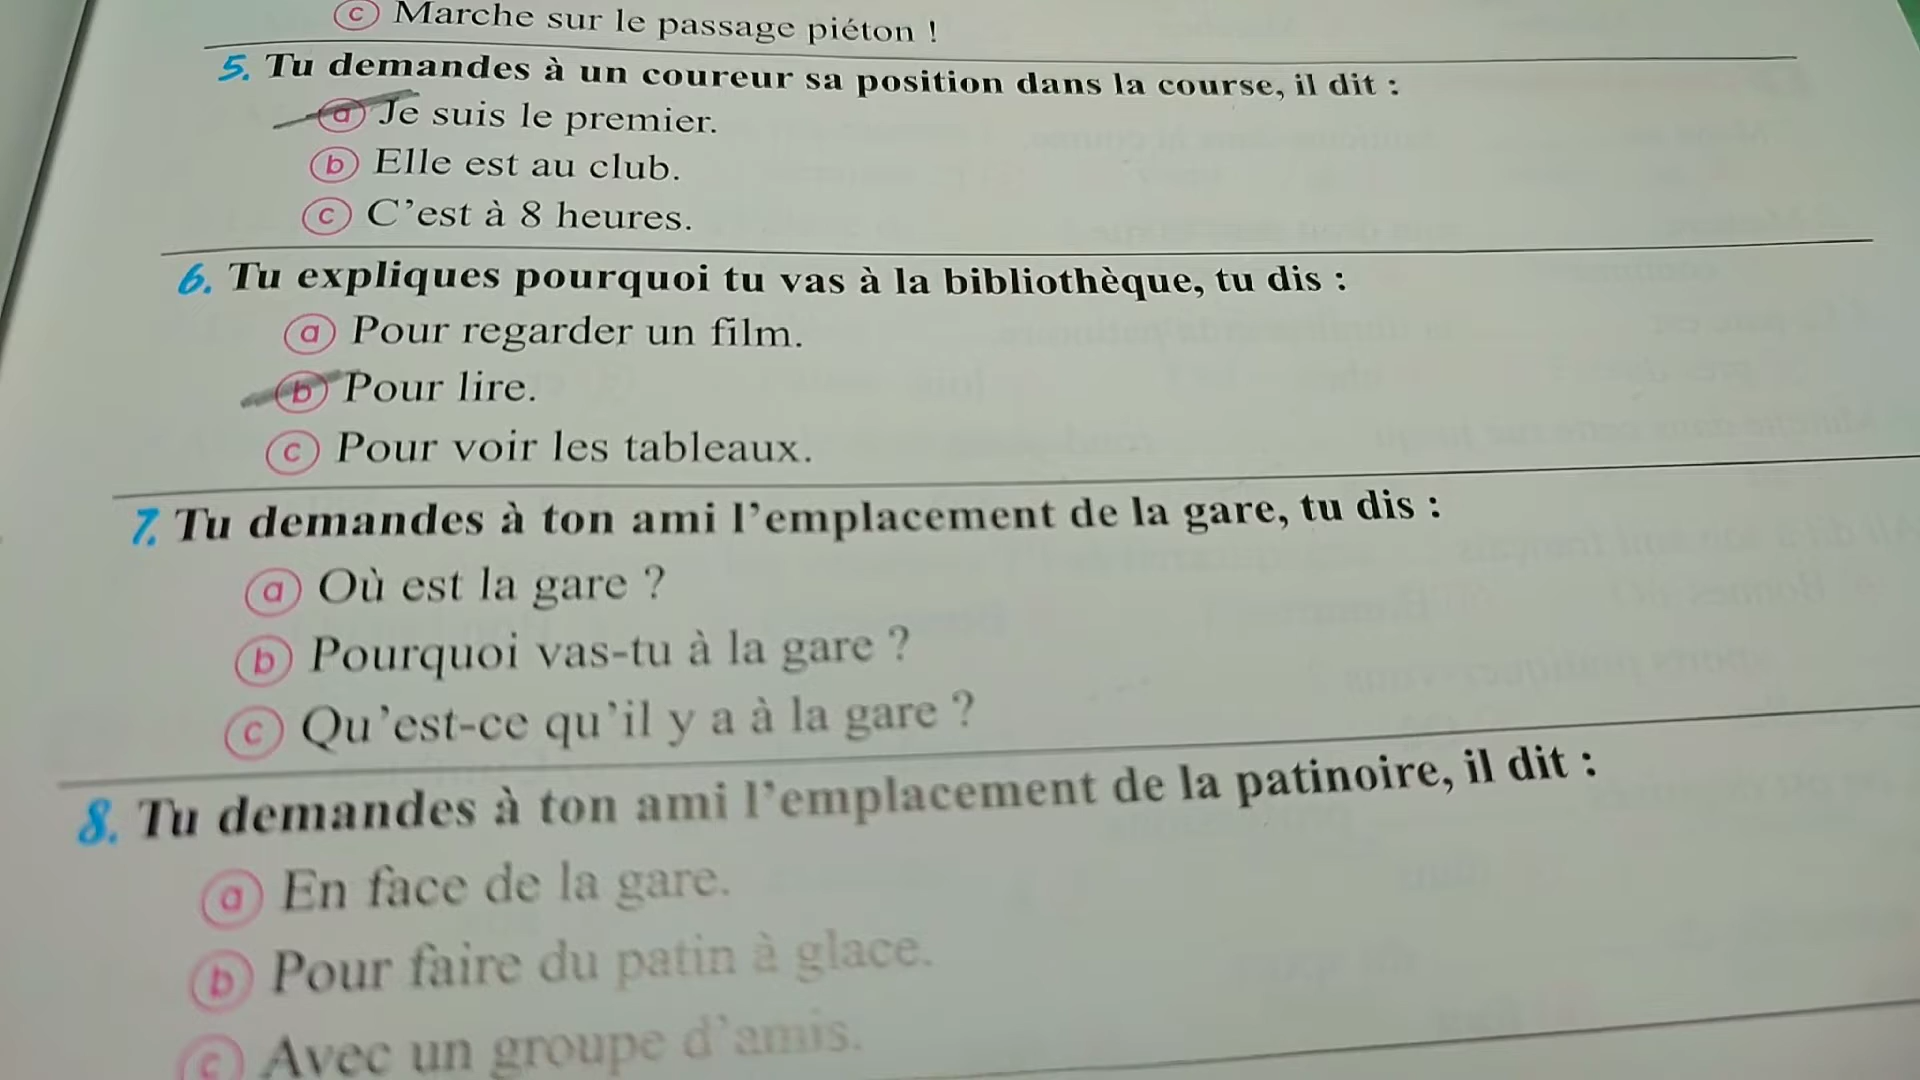 c Marche sur le passage piéton !
5. Tu demandes à un coureur sa position dans la course, il dit :
a Je suis le premier.
b Elle est au club.
c C’est à 8 heures.
6. Tu expliques pourquoi tu vas à la bibliothèque, tu dis :
a Pour regarder un film.
b Pour lire.
c Pour voir les tableaux.
7. Tu demandes à ton ami l’emplacement de la gare, tu dis :
a Où est la gare ?
b Pourquoi vas-tu à la gare ?
c Qu’est-ce qu’il y a à la gare ?
8. Tu demandes à ton ami l’emplacement de la patinoire, il dit :
a En face de la gare.
b Pour faire du patin à glace.
c Avec un groupe d’amis.